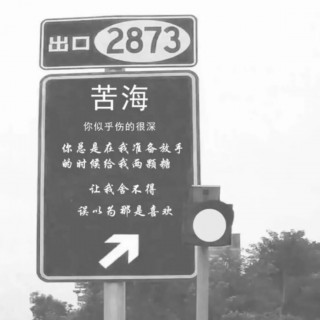 出口 2873
苦海
你似乎伤的很深
你总是在我准备放手
的时候给我两颗糖
让我舍不得
误以为那是喜欢